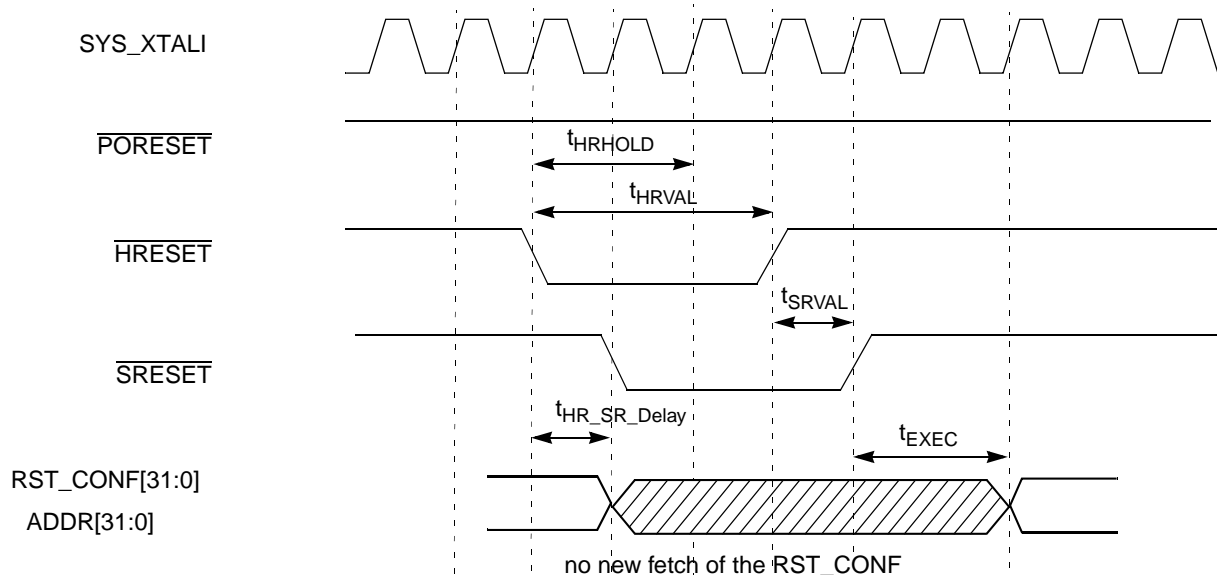 SYS_XTALI
PORESET
tHRHOLD
tHRVAL
HRESET
tSRVAL
SRESET
tHR_SR_Delay
tEXEC
RST_CONF[31:0]
ADDR[31:0]
no new fetch of the RST_CONF